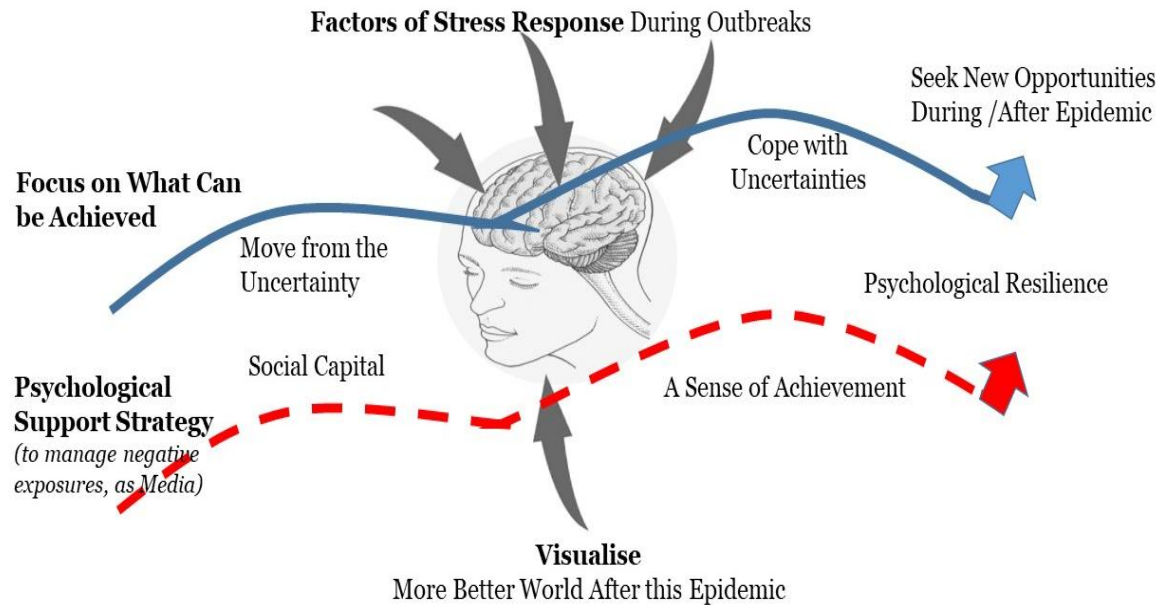 Factors of Stress Response During Outbreaks
Seek New Opportunities
During /After Epidemic
Cope with
Uncertainties
Focus on What Can
be Achieved
Move from the
Uncertainty
Psychological Resilience
Social Capital
A Sense of Achievement
Psychological
Support Strategy
(to manage negative
exposures, as Media)
Visualise
More Better World After this Epidemic